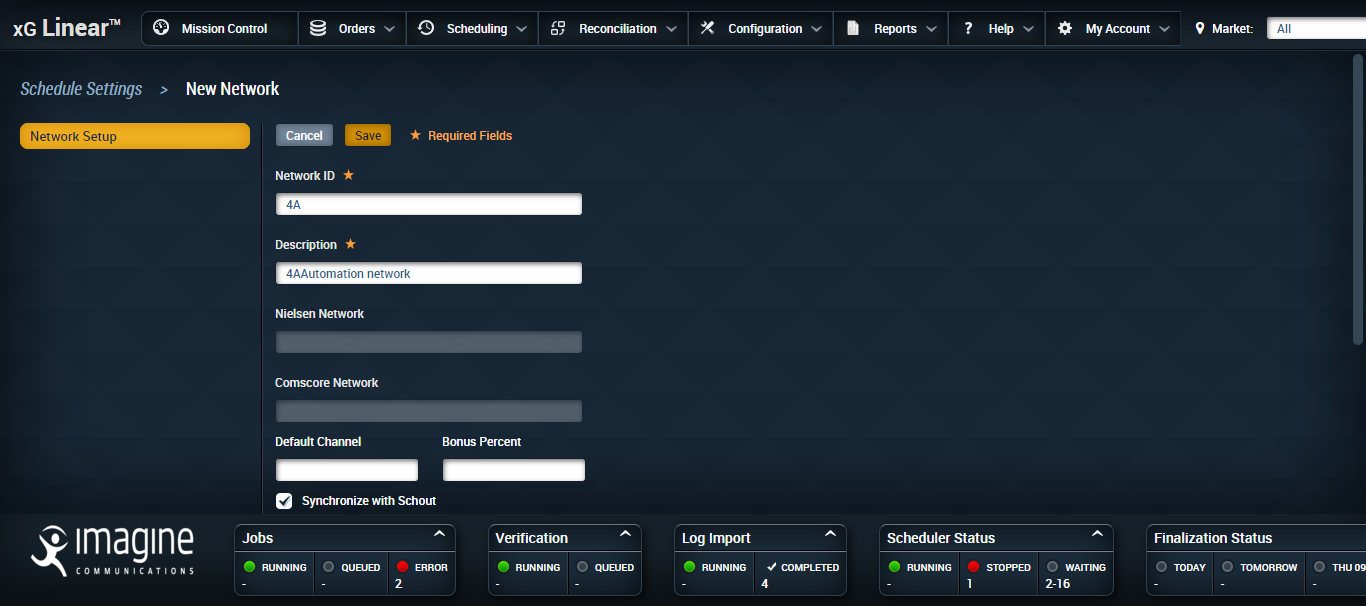 xG Linear™ Mission Control Orders Scheduling Reconciliation Configuration Reports ? Help My Account Market: All
Schedule Settings > New Network
Network Setup
Cancel Save ★ Required Fields
Network ID ★
4A
Description ★
4AAutomation network
Nielsen Network
Comscore Network
Default Channel Bonus Percent
Synchronize with Schout
imagine COMMUNICATIONS
Jobs
RUNNING QUEUED ERROR
- - 2
Verification
RUNNING QUEUED
- -
Log Import
RUNNING COMPLETED
- 4
Scheduler Status
RUNNING STOPPED WAITING
- 1 2-16
Finalization Status
TODAY TOMORROW THU 09
- - -